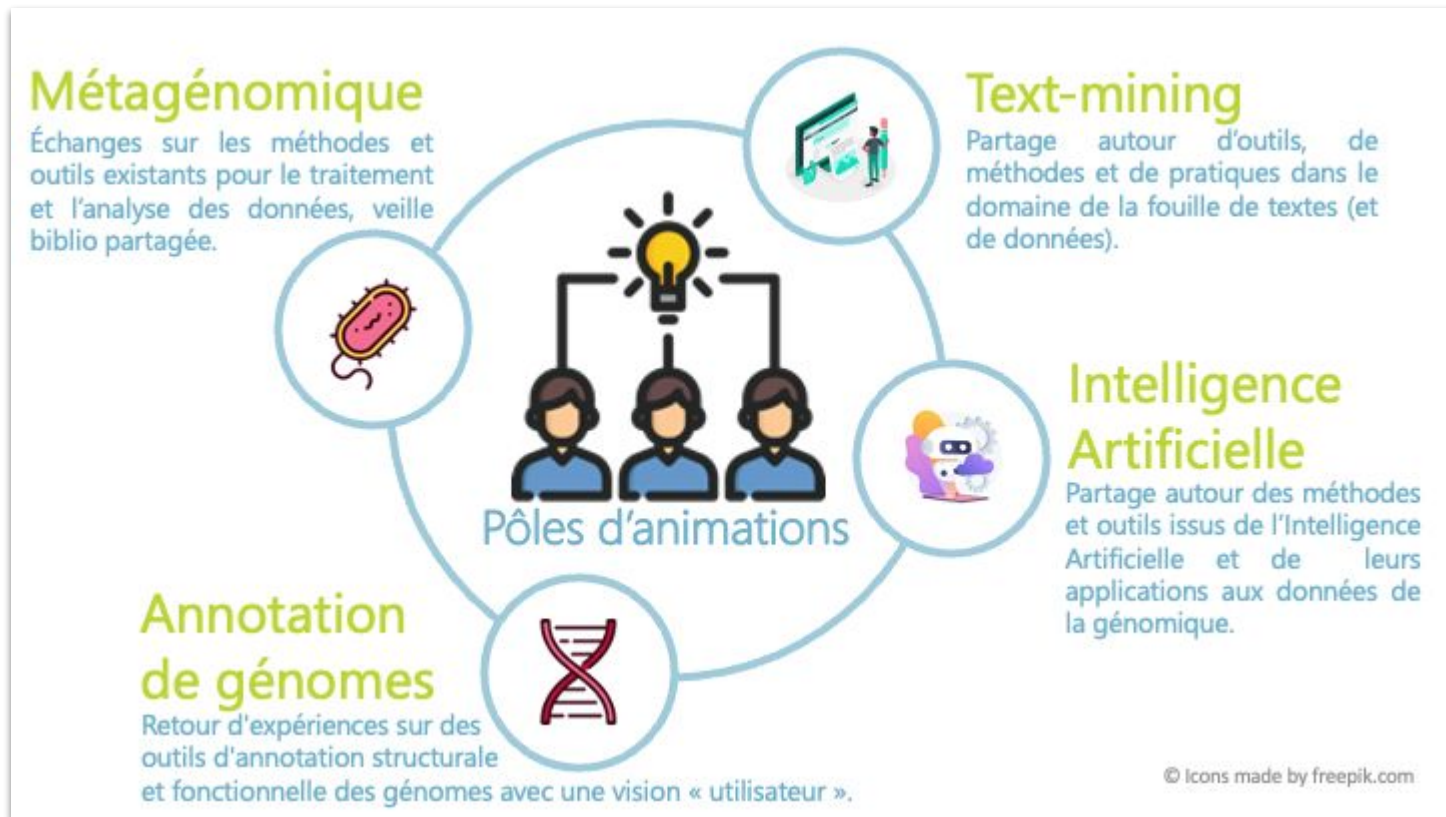 Métagénomique
Échanges sur les méthodes et
outils existants pour le traitement
et l'analyse des données, veille
biblio partagée.
Text-mining
Partage autour d'outils, de
méthodes et de pratiques dans le
domaine de la fouille de textes (et
de données).
Intelligence
Artificielle
Partage autour des méthodes
et outils issus de l'Intelligence
Artificielle et de leurs
applications aux données de
la génomique.
Pôles d'animations
Annotation
de génomes
Retour d'expériences sur des
outils d'annotation structurale
et fonctionnelle des génomes avec une vision « utilisateur ».
© Icons made by freepik.com